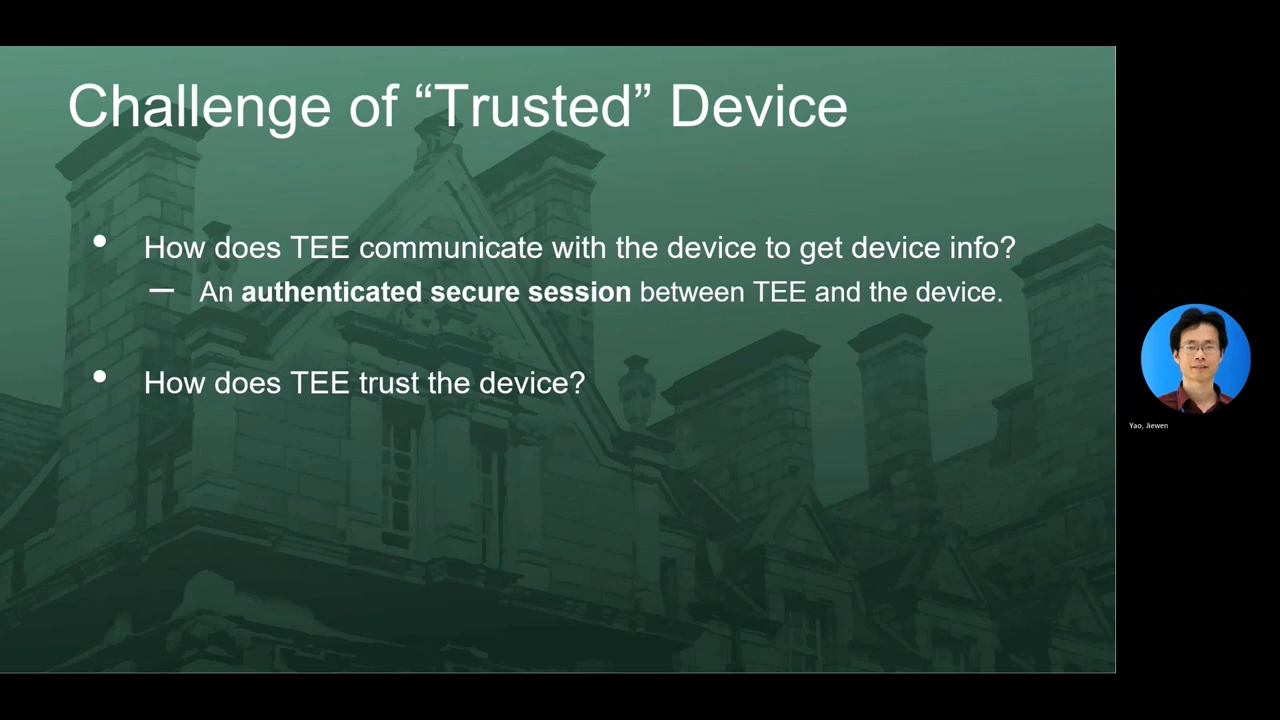 Challenge of “Trusted” Device
• How does TEE communicate with the device to get device info?
– An authenticated secure session between TEE and the device.
• How does TEE trust the device?
Yao, Jiewen